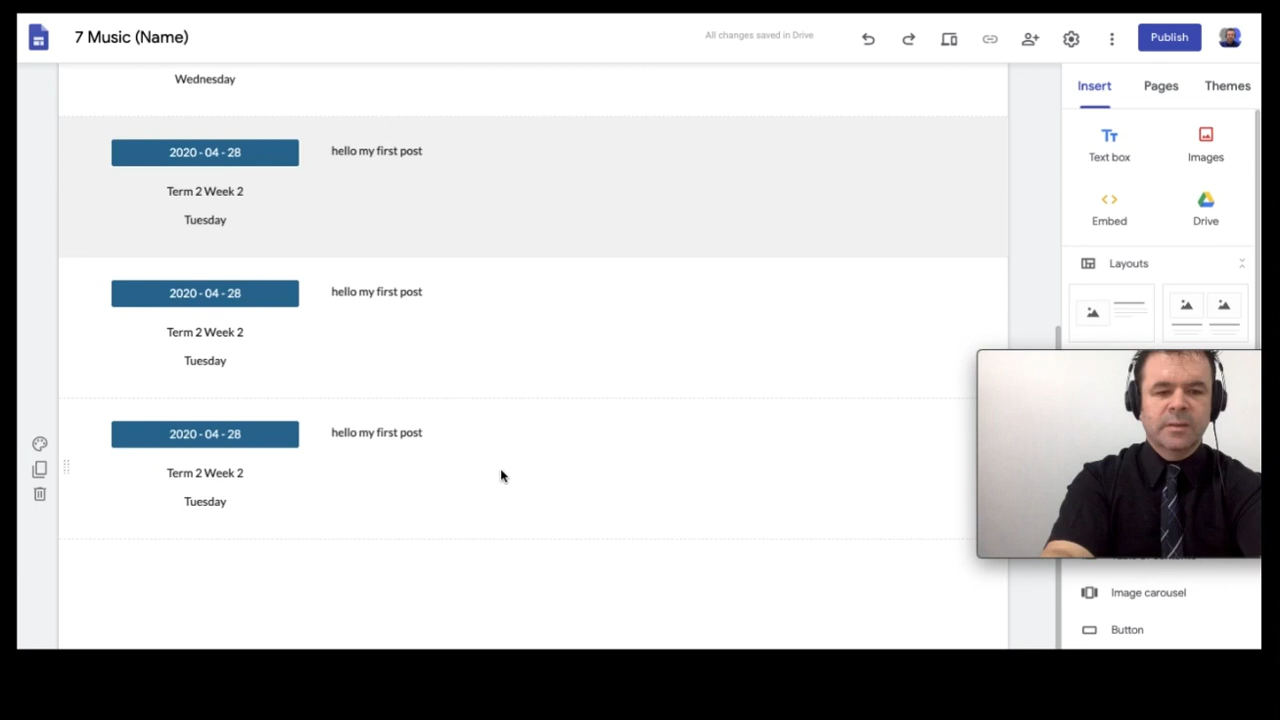 7 Music (Name)
All changes saved in Drive
Publish
Insert
Pages
Themes
Wednesday
2020 - 04 - 28
hello my first post
Term 2 Week 2
Tuesday
Text box
Images
Embed
Drive
Layouts
2020 - 04 - 28
hello my first post
Term 2 Week 2
Tuesday
2020 - 04 - 28
hello my first post
Term 2 Week 2
Tuesday
Image carousel
Button